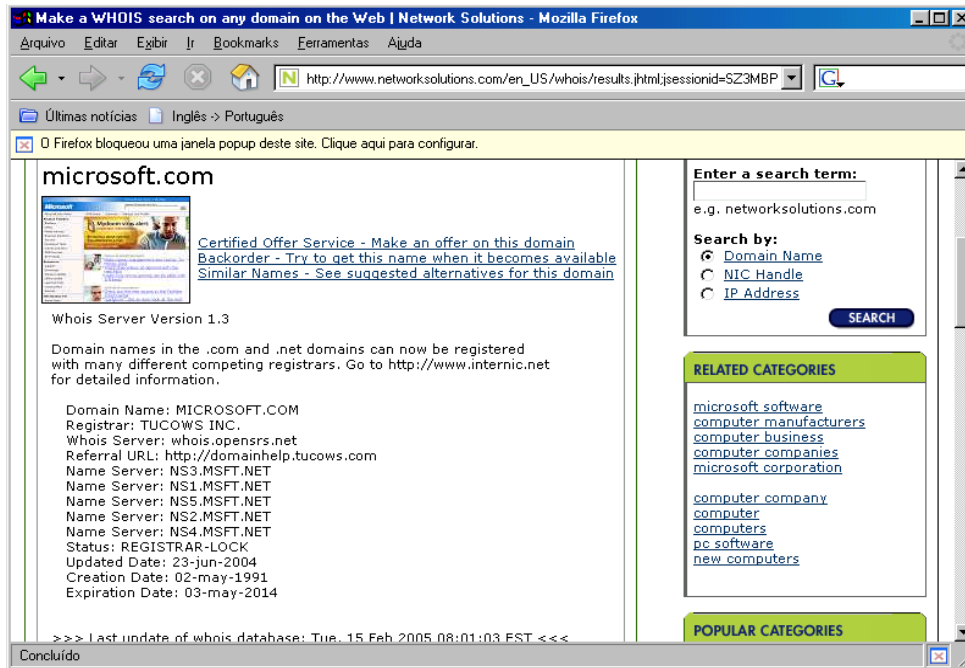 Make a WHOIS search on any domain on the Web | Network Solutions - Mozilla Firefox
Arquivo Editar Exibir Ir Bookmarks Ferramentas Ajuda
http://www.networksolutions.com/en_US/whois/results.jhtml;jsessionid=SZ3MBP
Últimas notícias Inglês -> Português
O Firefox bloqueou uma janela popup deste site. Clique aqui para configurar.
microsoft.com
Certified Offer Service - Make an offer on this domain
Backorder - Try to get this name when it becomes available
Similar Names - See suggested alternatives for this domain
Whois Server Version 1.3
Domain names in the .com and .net domains can now be registered
with many different competing registrars. Go to http://www.internic.net
for detailed information.
Domain Name: MICROSOFT.COM
Registrar: TUCOWS INC.
Whois Server: whois.opensrs.net
Referral URL: http://domainhelp.tucows.com
Name Server: NS3.MSFT.NET
Name Server: NS1.MSFT.NET
Name Server: NS5.MSFT.NET
Name Server: NS2.MSFT.NET
Name Server: NS4.MSFT.NET
Status: REGISTRAR-LOCK
Updated Date: 23-jun-2004
Creation Date: 02-may-1991
Expiration Date: 03-may-2014
>>> Last update of whois database: Tue, 15 Feb 2005 08:01:03 EST <<<
Enter a search term:
e.g. networksolutions.com
Search by:
Domain Name
NIC Handle
IP Address
SEARCH
RELATED CATEGORIES
microsoft software
computer manufacturers
computer business
computer companies
microsoft corporation
computer company
computer
computers
pc software
new computers
POPULAR CATEGORIES
Concluído